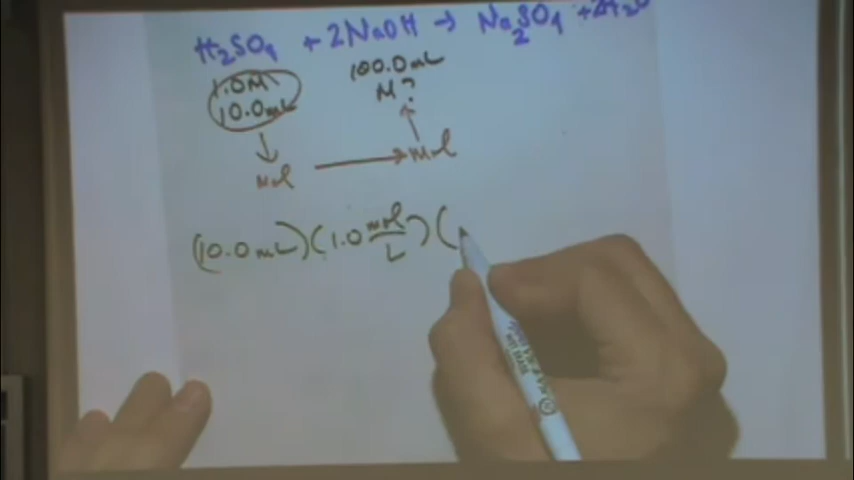 H₂SO₄ + 2NaOH → Na₂SO₄ + 2H₂O
1.0M 100.0mL
10.0mL M?
mol → mol
(10.0mL)(1.0 mol/L)(